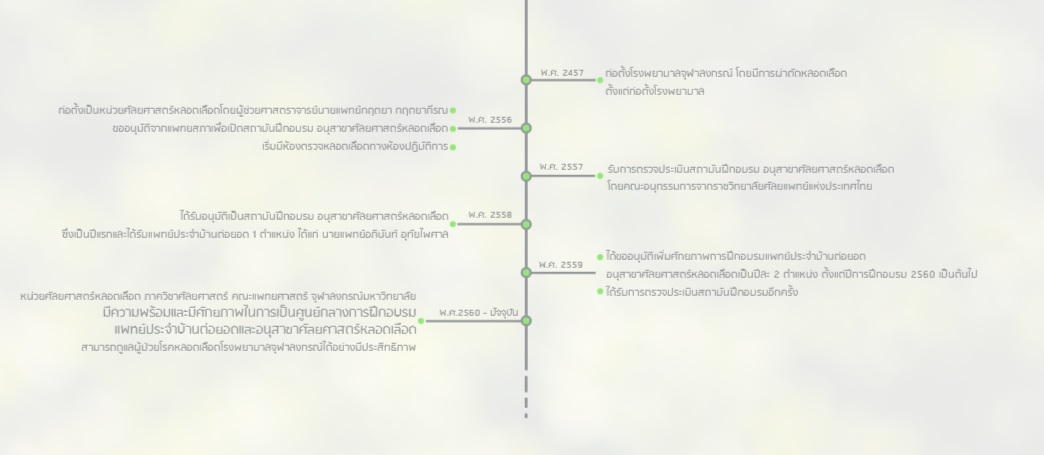 พ.ศ. 2457
ก่อตั้งโรงพยาบาลจุฬาลงกรณ์ โดยมีการผ่าตัดหลอดเลือด
ตั้งแต่ก่อตั้งโรงพยาบาล
พ.ศ. 2556
ก่อตั้งเป็นหน่วยศัลยศาสตร์หลอดเลือดโดยผู้ช่วยศาสตราจารย์นายแพทย์กฤตยา กฤตยากีรณ
ขออนุมัติจากแพทยสภาเพื่อเปิดสถาบันฝึกอบรม อนุสาขาศัลยศาสตร์หลอดเลือด
เริ่มมีห้องตรวจหลอดเลือดทางห้องปฏิบัติการ
พ.ศ. 2557
รับการตรวจประเมินสถาบันฝึกอบรม อนุสาขาศัลยศาสตร์หลอดเลือด
โดยคณะอนุกรรมการจากราชวิทยาลัยศัลยแพทย์แห่งประเทศไทย
พ.ศ. 2558
ได้รับอนุมัติเป็นสถาบันฝึกอบรม อนุสาขาศัลยศาสตร์หลอดเลือด
ซึ่งเป็นปีแรกและได้รับแพทย์ประจำบ้านต่อยอด 1 ตำแหน่ง ได้แก่ นายแพทย์อภินันท์ อุทัยไพศาล
พ.ศ. 2559
ได้ขออนุมัติเพิ่มศักยภาพการฝึกอบรมแพทย์ประจำบ้านต่อยอด
อนุสาขาศัลยศาสตร์หลอดเลือดเป็นปีละ 2 ตำแหน่ง ตั้งแต่ปีการฝึกอบรม 2560 เป็นต้นไป
ได้รับการตรวจประเมินสถาบันฝึกอบรมอีกครั้ง
พ.ศ.2560 - ปัจจุบัน
หน่วยศัลยศาสตร์หลอดเลือด ภาควิชาศัลยศาสตร์ คณะแพทยศาสตร์ จุฬาลงกรณ์มหาวิทยาลัย
มีความพร้อมและมีศักยภาพในการเป็นศูนย์กลางการฝึกอบรม
แพทย์ประจำบ้านต่อยอดและอนุสาขาศัลยศาสตร์หลอดเลือด
สามารถดูแลผู้ป่วยโรคหลอดเลือดโรงพยาบาลจุฬาลงกรณ์ได้อย่างมีประสิทธิภาพ